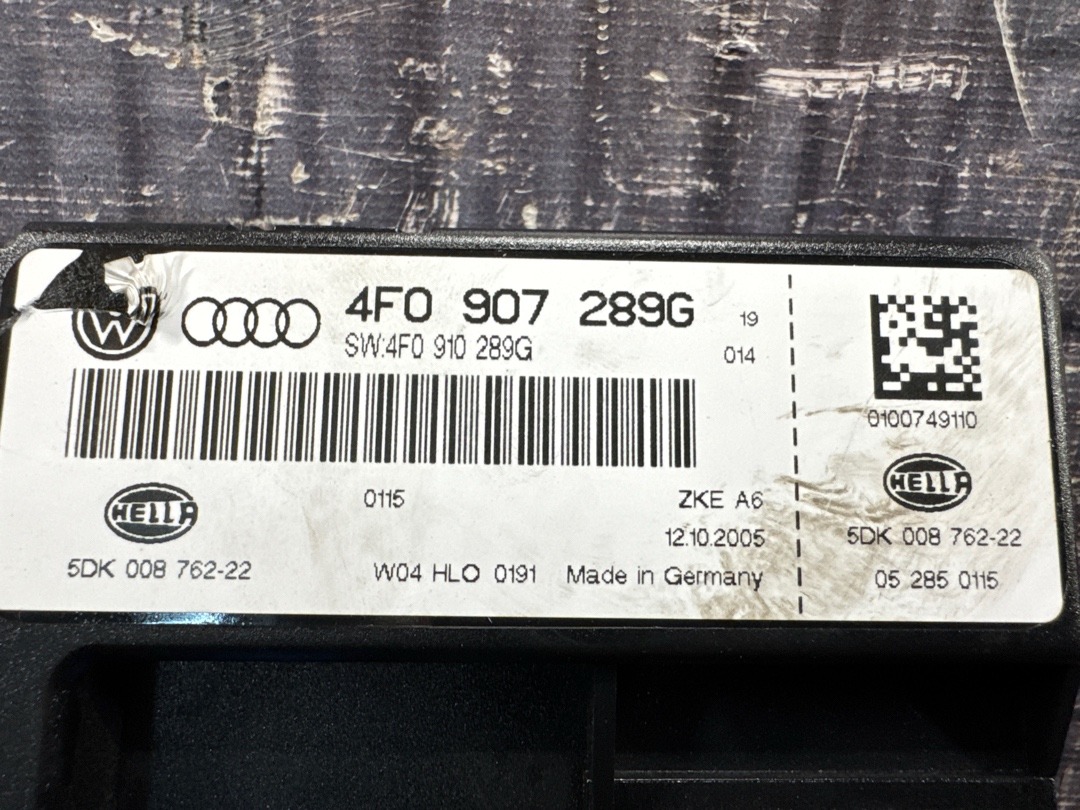 4F0 907 289G
19
SW:4F0 910 289G
014
0100749110
HELLA
0115
ZKE A6
12.10.2005
5DK 008 762-22
W04 HLO 0191
Made in Germany
HELLA
5DK 008 762-22
05 285 0115